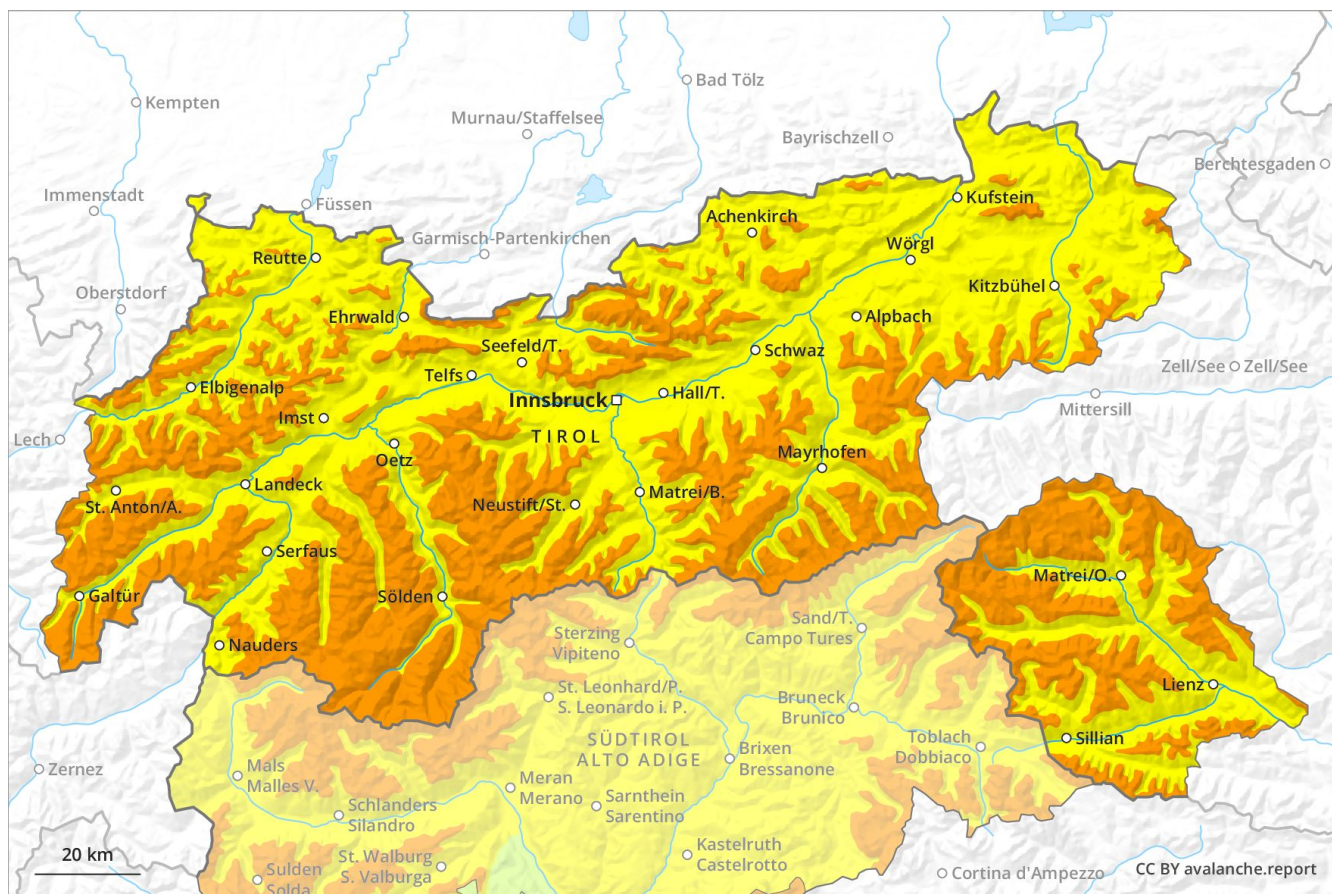 Kempten
Bad Tölz
Murnau/Staffelsee
Bayrischzell
Berchtesgaden
Immenstadt
Füssen
Kufstein
Achenkirch
Garmisch-Partenkirchen
Wörgl
Reutte
Oberstdorf
Kitzbühel
Ehrwald
Alpbach
Seefeld/T.
Schwaz
Telfs
Zell/See
Zell/See
Elbigenalp
Hall/T.
Innsbruck
Mittersill
Imst
Lech
TIROL
Oetz
Mayrhofen
Landeck
St. Anton/A.
Matrei/B.
Neustift/St.
Serfaus
Matrei/O.
Galtür
Sölden
Sand/T.
Campo Tures
Sterzing
Vipiteno
Nauders
Lienz
St. Leonhard/P.
S. Leonardo i. P.
Bruneck
Brunico
SÜDTIROL
ALTO ADIGE
Toblach
Dobbiaco
Sillian
Brixen
Bressanone
Zernez
Mals
Malles V.
Meran
Merano
Sarnthein
Sarentino
Schlanders
Silandro
Kastelruth
Castelrotto
20 km
St. Walburg
S. Valburga
Sulden
Solda
Cortina d'Ampezzo
CC BY avalanche.report